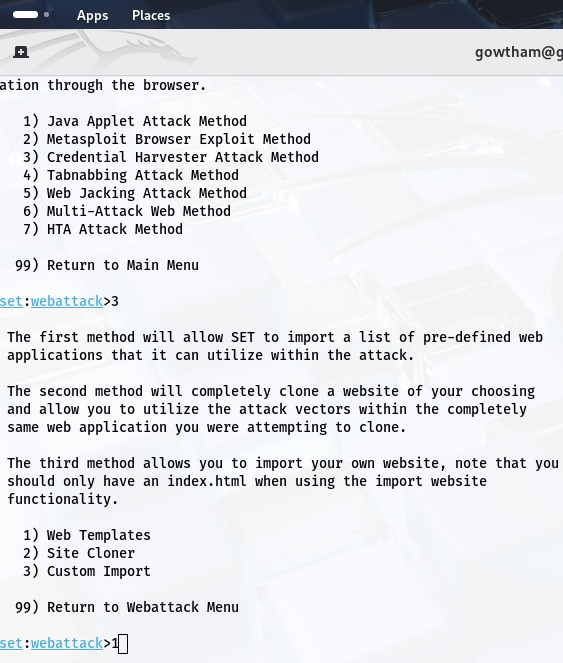 Apps Places
gowtham@g
ation through the browser.
1) Java Applet Attack Method
2) Metasploit Browser Exploit Method
3) Credential Harvester Attack Method
4) Tabnabbing Attack Method
5) Web Jacking Attack Method
6) Multi-Attack Web Method
7) HTA Attack Method
99) Return to Main Menu
set:webattack>3
The first method will allow SET to import a list of pre-defined web
applications that it can utilize within the attack.
The second method will completely clone a website of your choosing
and allow you to utilize the attack vectors within the completely
same web application you were attempting to clone.
The third method allows you to import your own website, note that you
should only have an index.html when using the import website
functionality.
1) Web Templates
2) Site Cloner
3) Custom Import
99) Return to Webattack Menu
set:webattack>1